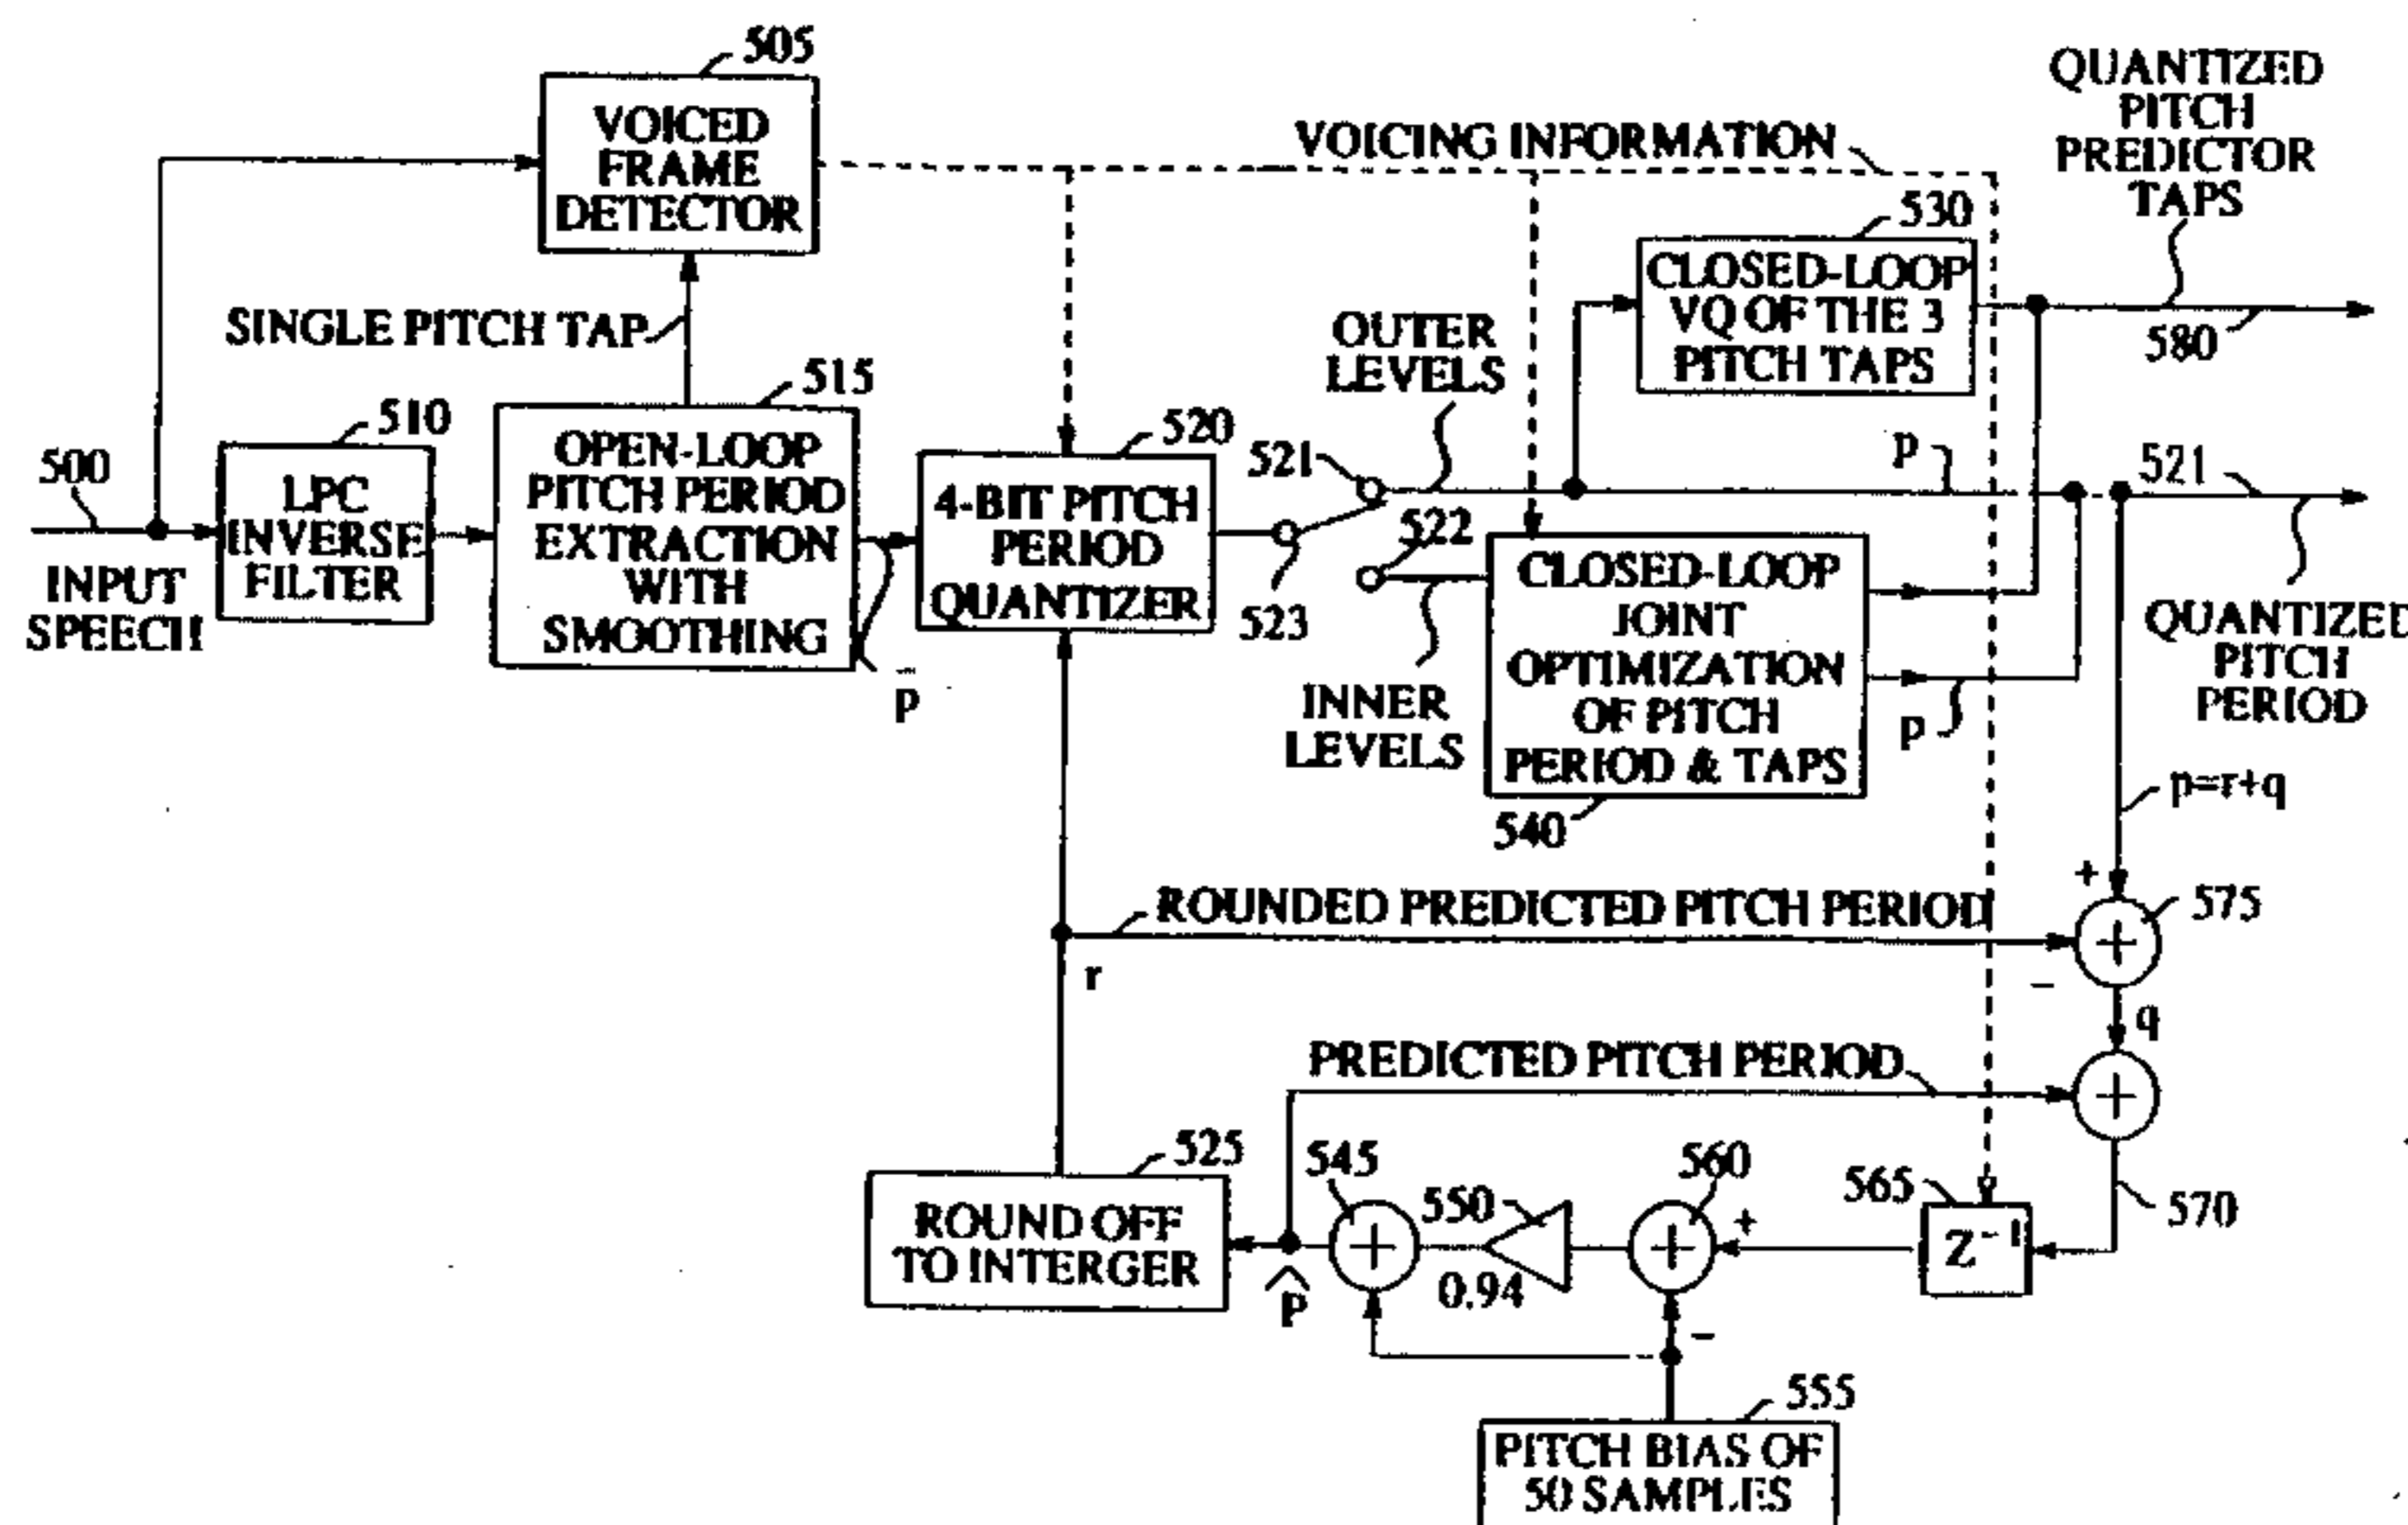 505
VOICED
FRAME
DETECTOR
VOICING INFORMATION
QUANTIZED
PITCH
PREDICTOR
TAPS
530
CLOSED-LOOP
VQ OF THE 3
PITCH TAPS
580
SINGLE PITCH TAP
515
OUTER
LEVELS
500
INPUT
SPEECH
510
LPC
INVERSE
FILTER
OPEN-LOOP
PITCH PERIOD
EXTRACTION
WITH
SMOOTHING
p̄
520
4-BIT PITCH
PERIOD
QUANTIZER
521
522
523
p
521
QUANTIZED
PITCH
PERIOD
INNER
LEVELS
CLOSED-LOOP
JOINT
OPTIMIZATION
OF PITCH
PERIOD & TAPS
540
p
p=r+q
+
575
+
−
ROUNDED PREDICTED PITCH PERIOD
r
q
PREDICTED PITCH PERIOD
+
570
525
ROUND OFF
TO INTERGER
p̂
545
+
550
0.94
560
+
+
−
565
Z⁻¹
555
PITCH BIAS OF
50 SAMPLES